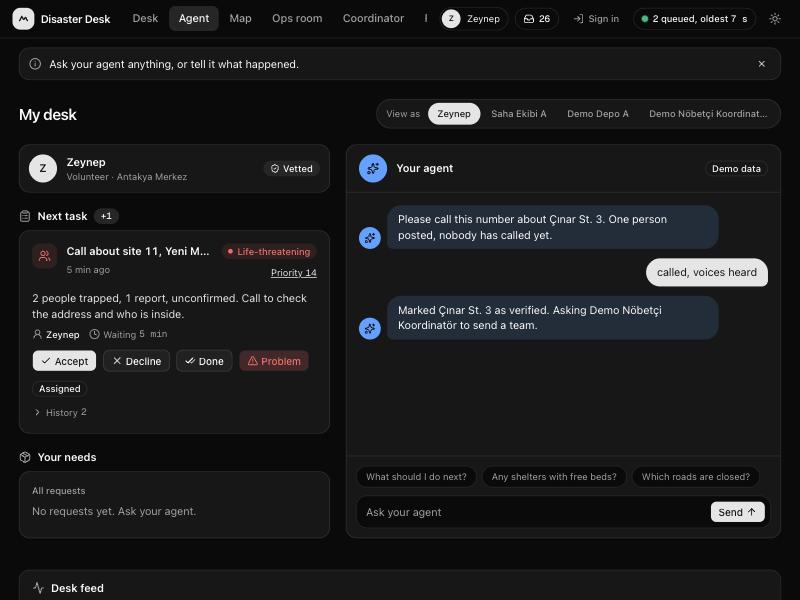 Disaster Desk Desk Agent Map Ops room Coordinator Z Zeynep 26 Sign in 2 queued, oldest 7 s
Ask your agent anything, or tell it what happened.
My desk
View as Zeynep Saha Ekibi A Demo Depo A Demo Nöbetçi Koordinat...
Z
Zeynep
Volunteer · Antakya Merkez
Vetted
Next task +1
Call about site 11, Yeni M... Life-threatening
5 min ago Priority 14
2 people trapped, 1 report, unconfirmed. Call to check
the address and who is inside.
Zeynep Waiting 5 min
Accept Decline Done Problem
Assigned
History 2
Your needs
All requests
No requests yet. Ask your agent.
Your agent Demo data
Please call this number about Çınar St. 3. One person
posted, nobody has called yet.
called, voices heard
Marked Çınar St. 3 as verified. Asking Demo Nöbetçi
Koordinatör to send a team.
What should I do next? Any shelters with free beds? Which roads are closed?
Ask your agent Send
Desk feed